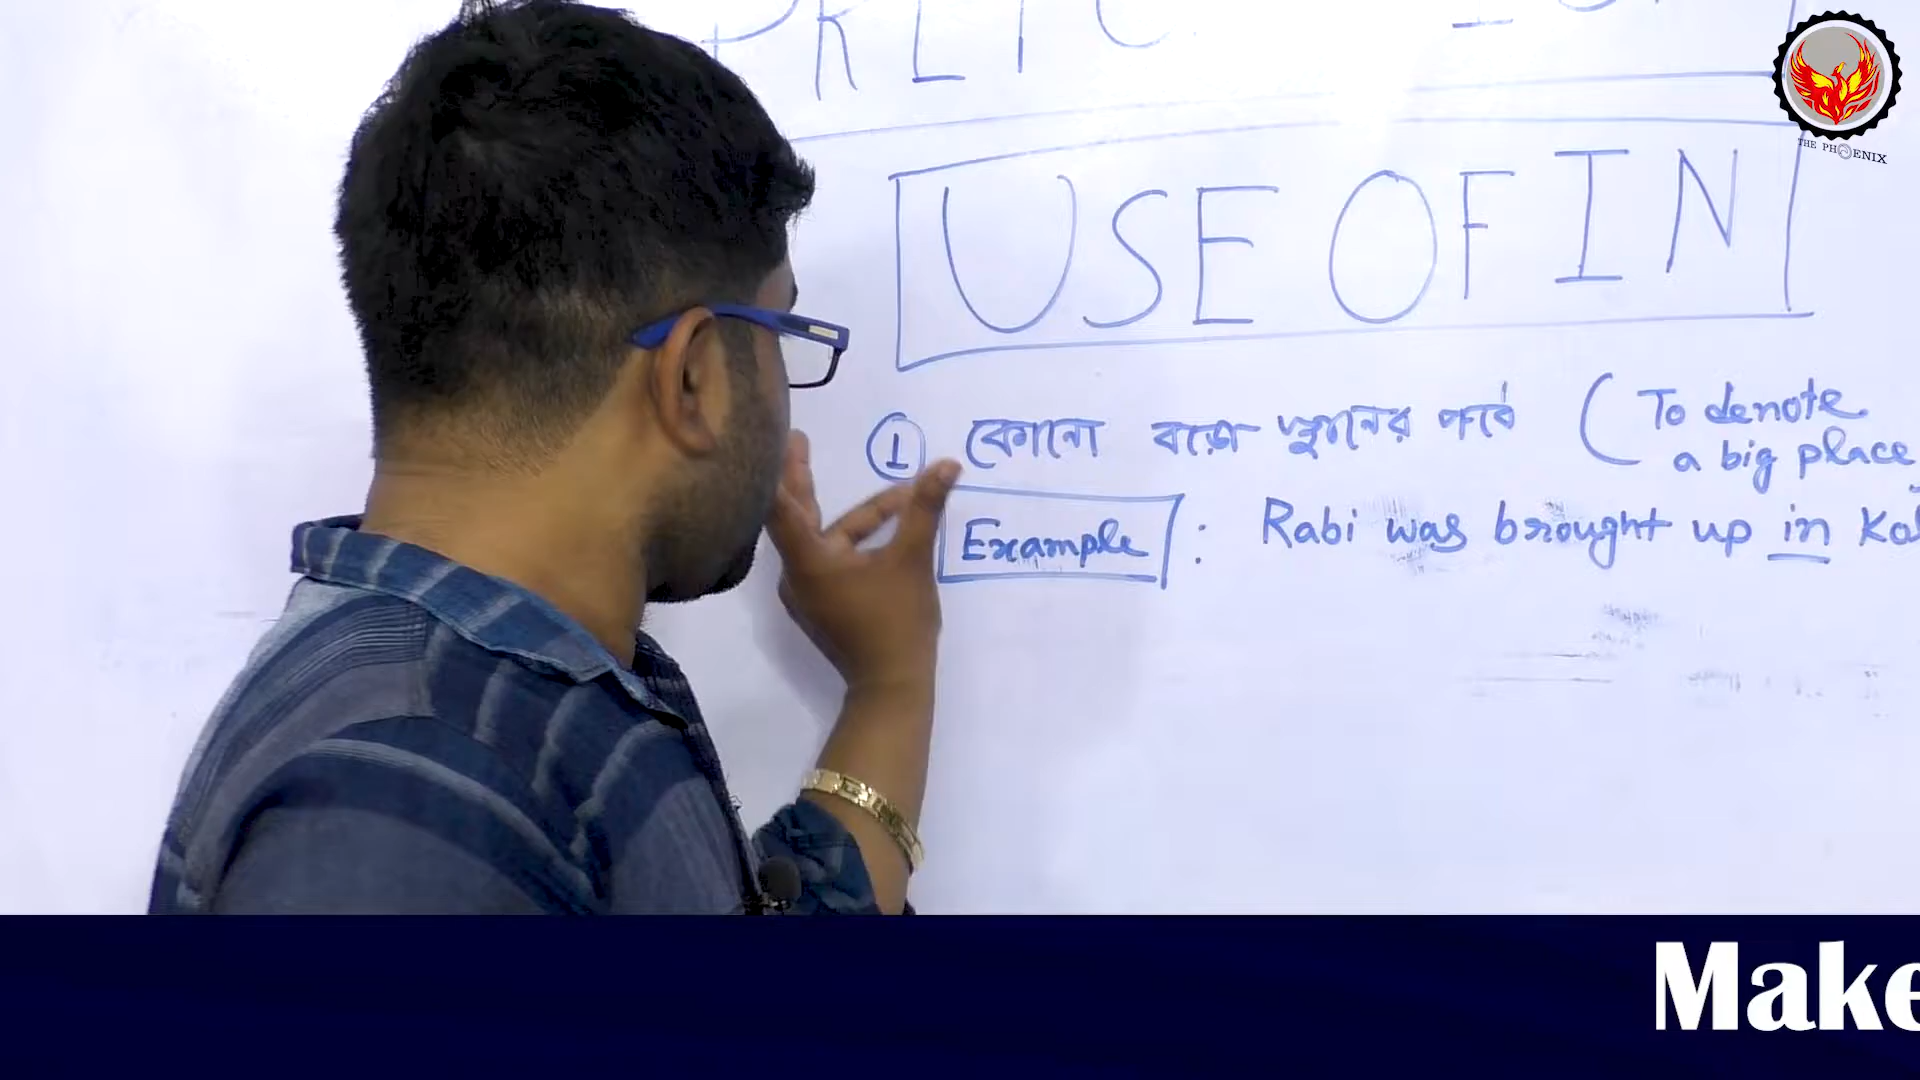 THE PHOENIX
USE OF IN
① কোনো বড়ো স্থানের পূর্বে ( To denote
a big place
Example : Rabi was brought up in Kol
Make